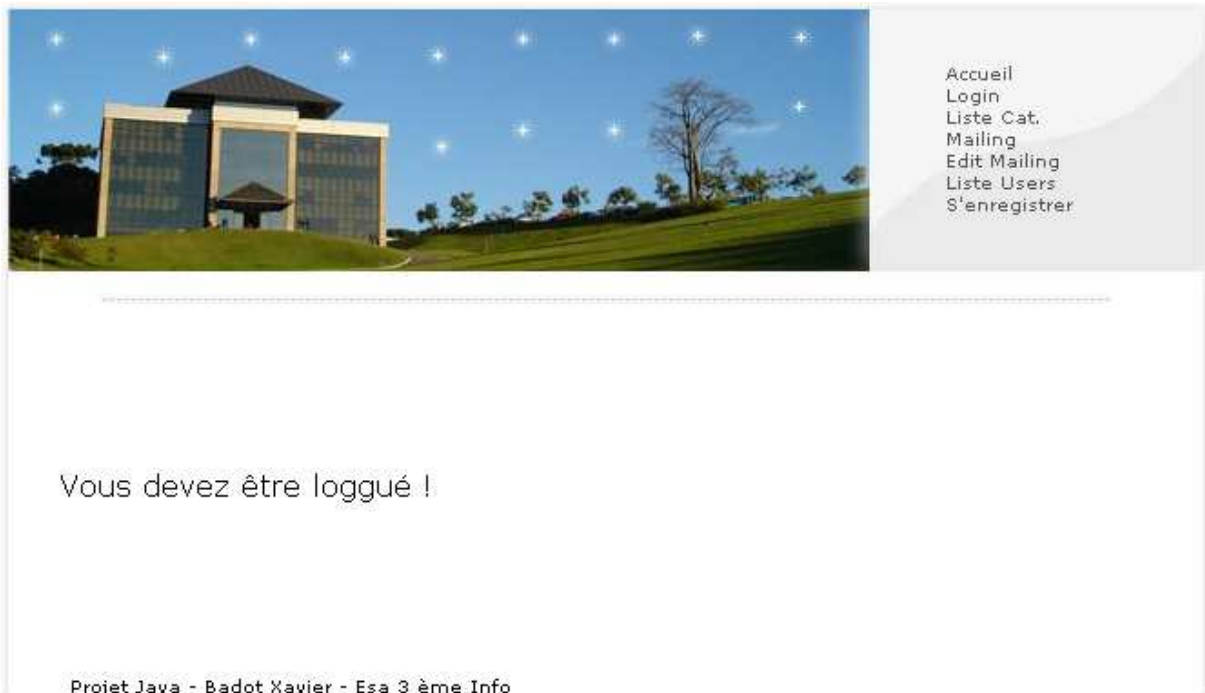 Accueil
Login
Liste Cat.
Mailing
Edit Mailing
Liste Users
S'enregistrer
Vous devez être loggué !
Projet Java - Badot Xavier - Esa 3 ème Info